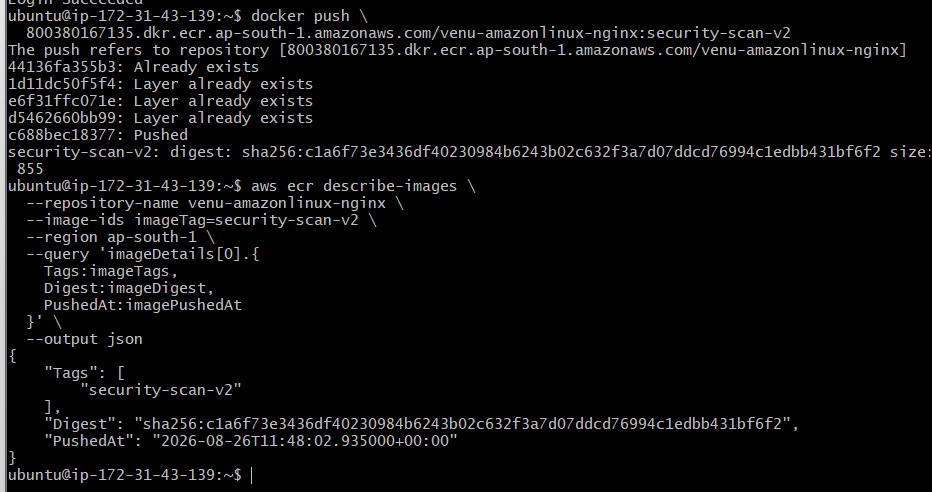 Login Succeeded
ubuntu@ip-172-31-43-139:~$ docker push \
  800380167135.dkr.ecr.ap-south-1.amazonaws.com/venu-amazonlinux-nginx:security-scan-v2
The push refers to repository [800380167135.dkr.ecr.ap-south-1.amazonaws.com/venu-amazonlinux-nginx]
44136fa355b3: Already exists
1d11dc50f5f4: Layer already exists
e6f31ffc071e: Layer already exists
d5462660bb99: Layer already exists
c688bec18377: Pushed
security-scan-v2: digest: sha256:c1a6f73e3436df40230984b6243b02c632f3a7d07ddcd76994c1edbb431bf6f2 size:
 855
ubuntu@ip-172-31-43-139:~$ aws ecr describe-images \
  --repository-name venu-amazonlinux-nginx \
  --image-ids imageTag=security-scan-v2 \
  --region ap-south-1 \
  --query 'imageDetails[0].{
    Tags:imageTags,
    Digest:imageDigest,
    PushedAt:imagePushedAt
  }' \
  --output json
{
    "Tags": [
        "security-scan-v2"
    ],
    "Digest": "sha256:c1a6f73e3436df40230984b6243b02c632f3a7d07ddcd76994c1edbb431bf6f2",
    "PushedAt": "2026-08-26T11:48:02.935000+00:00"
}
ubuntu@ip-172-31-43-139:~$